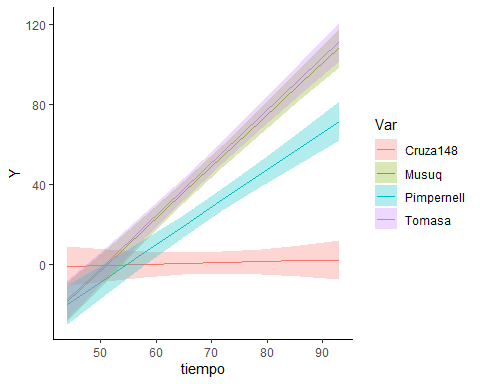 120
80
40
0
Y
50
60
70
80
90
tiempo
Var
Cruza148
Musuq
Pimpernell
Tomasa